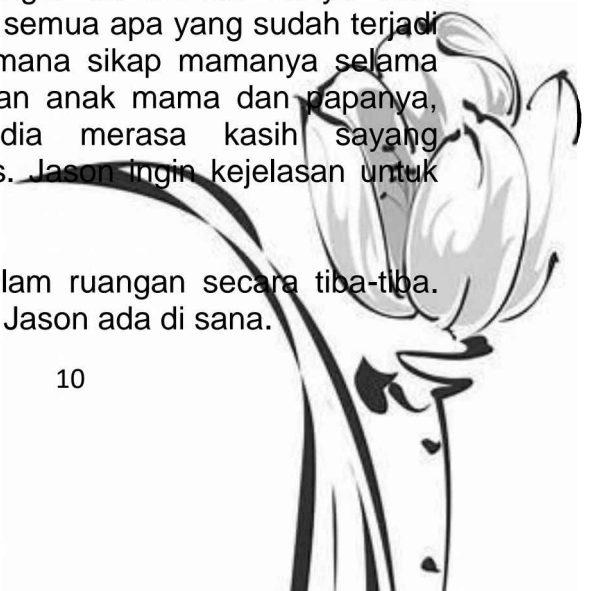 semua apa yang sudah terjadi
mana sikap mamanya selama
an anak mama dan papanya,
dia merasa kasih sayang
s. Jason ingin kejelasan untuk
lam ruangan secara tiba-tiba.
Jason ada di sana.
10